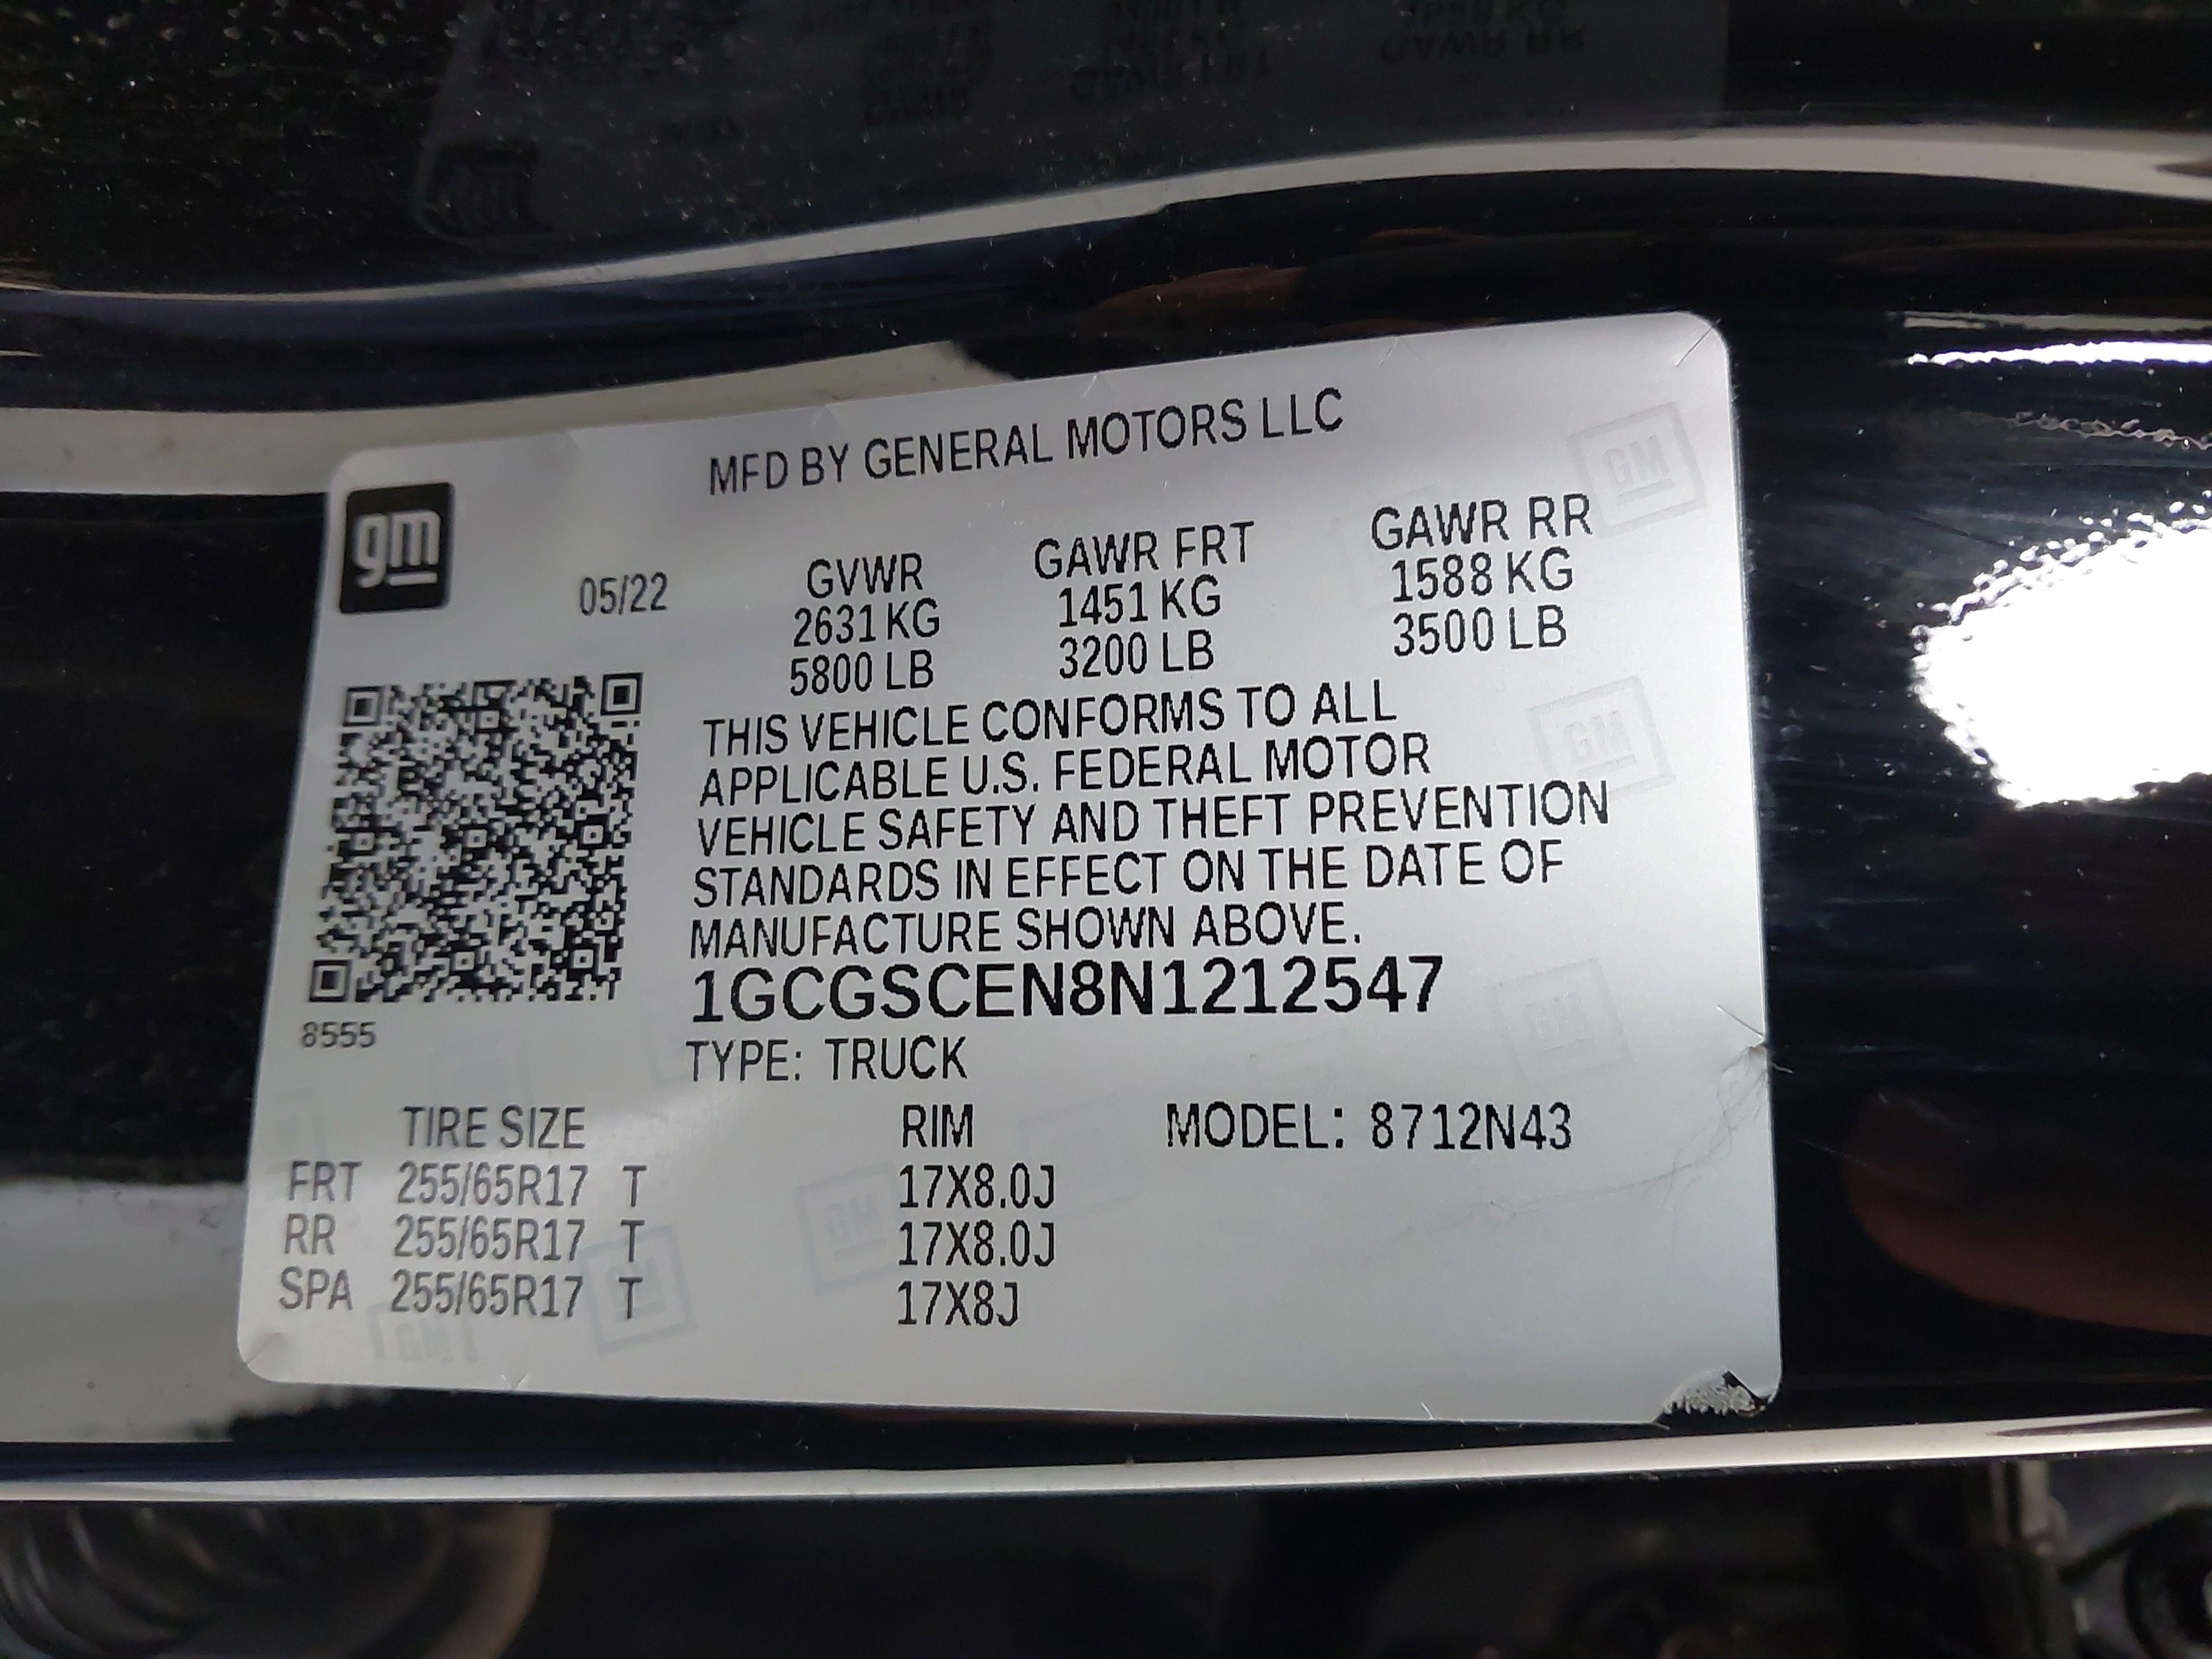 MFD BY GENERAL MOTORS LLC
gm
05/22 GVWR GAWR FRT GAWR RR
2631 KG 1451 KG 1588 KG
5800 LB 3200 LB 3500 LB
THIS VEHICLE CONFORMS TO ALL
APPLICABLE U.S. FEDERAL MOTOR
VEHICLE SAFETY AND THEFT PREVENTION
STANDARDS IN EFFECT ON THE DATE OF
MANUFACTURE SHOWN ABOVE.
1GCGSCEN8N1212547
8555
TYPE: TRUCK
TIRE SIZE RIM MODEL: 8712N43
FRT 255/65R17 T 17X8.0J
RR 255/65R17 T 17X8.0J
SPA 255/65R17 T 17X8J